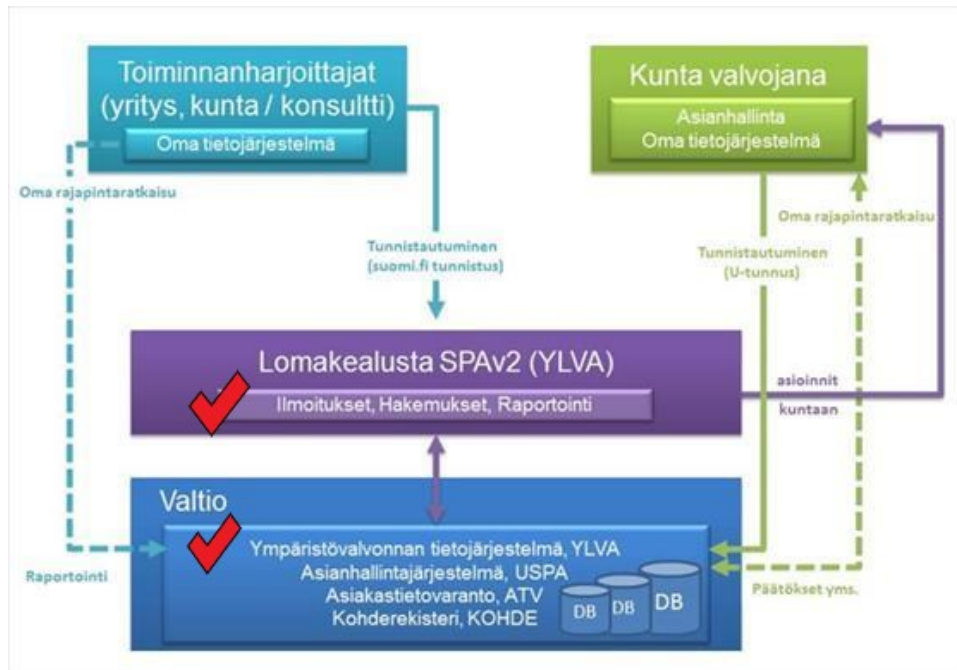 Toiminnanharjoittajat
(yritys, kunta / konsultti)
Oma tietojärjestelmä
Kunta valvojana
Asianhallinta
Oma tietojärjestelmä
Oma rajapintaratkaisu
Oma rajapintaratkaisu
Tunnistautuminen
(suomi.fi tunnistus)
Tunnistautuminen
(U-tunnus)
Lomakealusta SPAv2 (YLVA)
Ilmoitukset, Hakemukset, Raportointi
asioinnit
kuntaan
Valtio
Ympäristövalvonnan tietojärjestelmä, YLVA
Asianhallintajärjestelmä, USPA
Asiakastietovaranto, ATV
Kohderekisteri, KOHDE
DB
DB
DB
Raportointi
Päätökset yms.